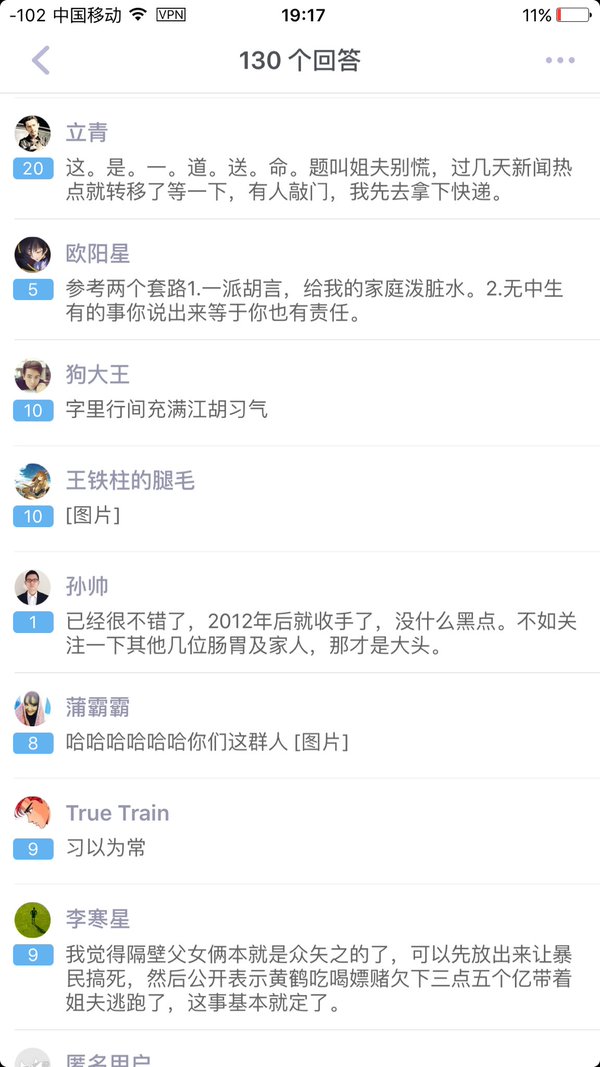 -102 中国移动 VPN 19:17 11%
130 个回答
立青
20
这。是。一。道。送。命。题叫姐夫别慌，过几天新闻热
点就转移了等一下，有人敲门，我先去拿下快递。
欧阳星
5
参考两个套路1.一派胡言，给我的家庭泼脏水。2.无中生
有的事你说出来等于你也有责任。
狗大王
10
字里行间充满江胡习气
王铁柱的腿毛
10
[图片]
孙帅
1
已经很不错了，2012年后就收手了，没什么黑点。不如关
注一下其他几位肠胃及家人，那才是大头。
蒲霸霸
8
哈哈哈哈哈哈你们这群人 [图片]
True Train
9
习以为常
李寒星
9
我觉得隔壁父女俩本就是众矢之的了，可以先放出来让暴
民搞死，然后公开表示黄鹤吃喝嫖赌欠下三点五个亿带着
姐夫逃跑了，这事基本就定了。
匿名用户